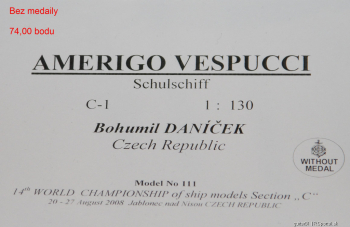 Bez medaily
74,00 bodu
AMERIGO VESPUCCI
Schulschiff
C-1 1 : 130
Bohumil DANÍČEK
Czech Republic
WITHOUT
MEDAL
Model No 111
14th WORLD CHAMPIONSHIP of ship models Section „C"
20 - 27 August 2008 Jablonec nad Nisou CZECH REPUBLIC